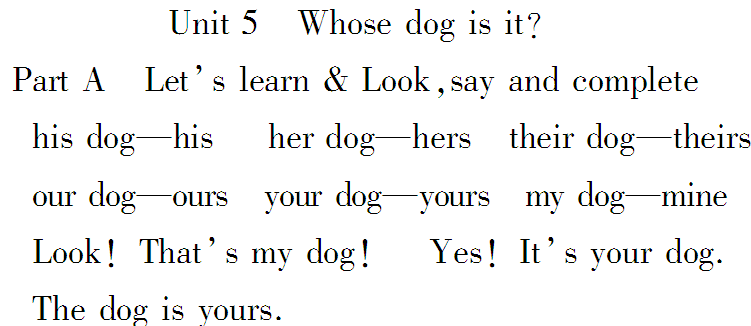 Unit 5 Whose dog is it?
Part A Let's learn & Look,say and complete
his dog—his her dog—hers their dog—theirs
our dog—ours your dog—yours my dog—mine
Look! That's my dog! Yes! It's your dog.
The dog is yours.